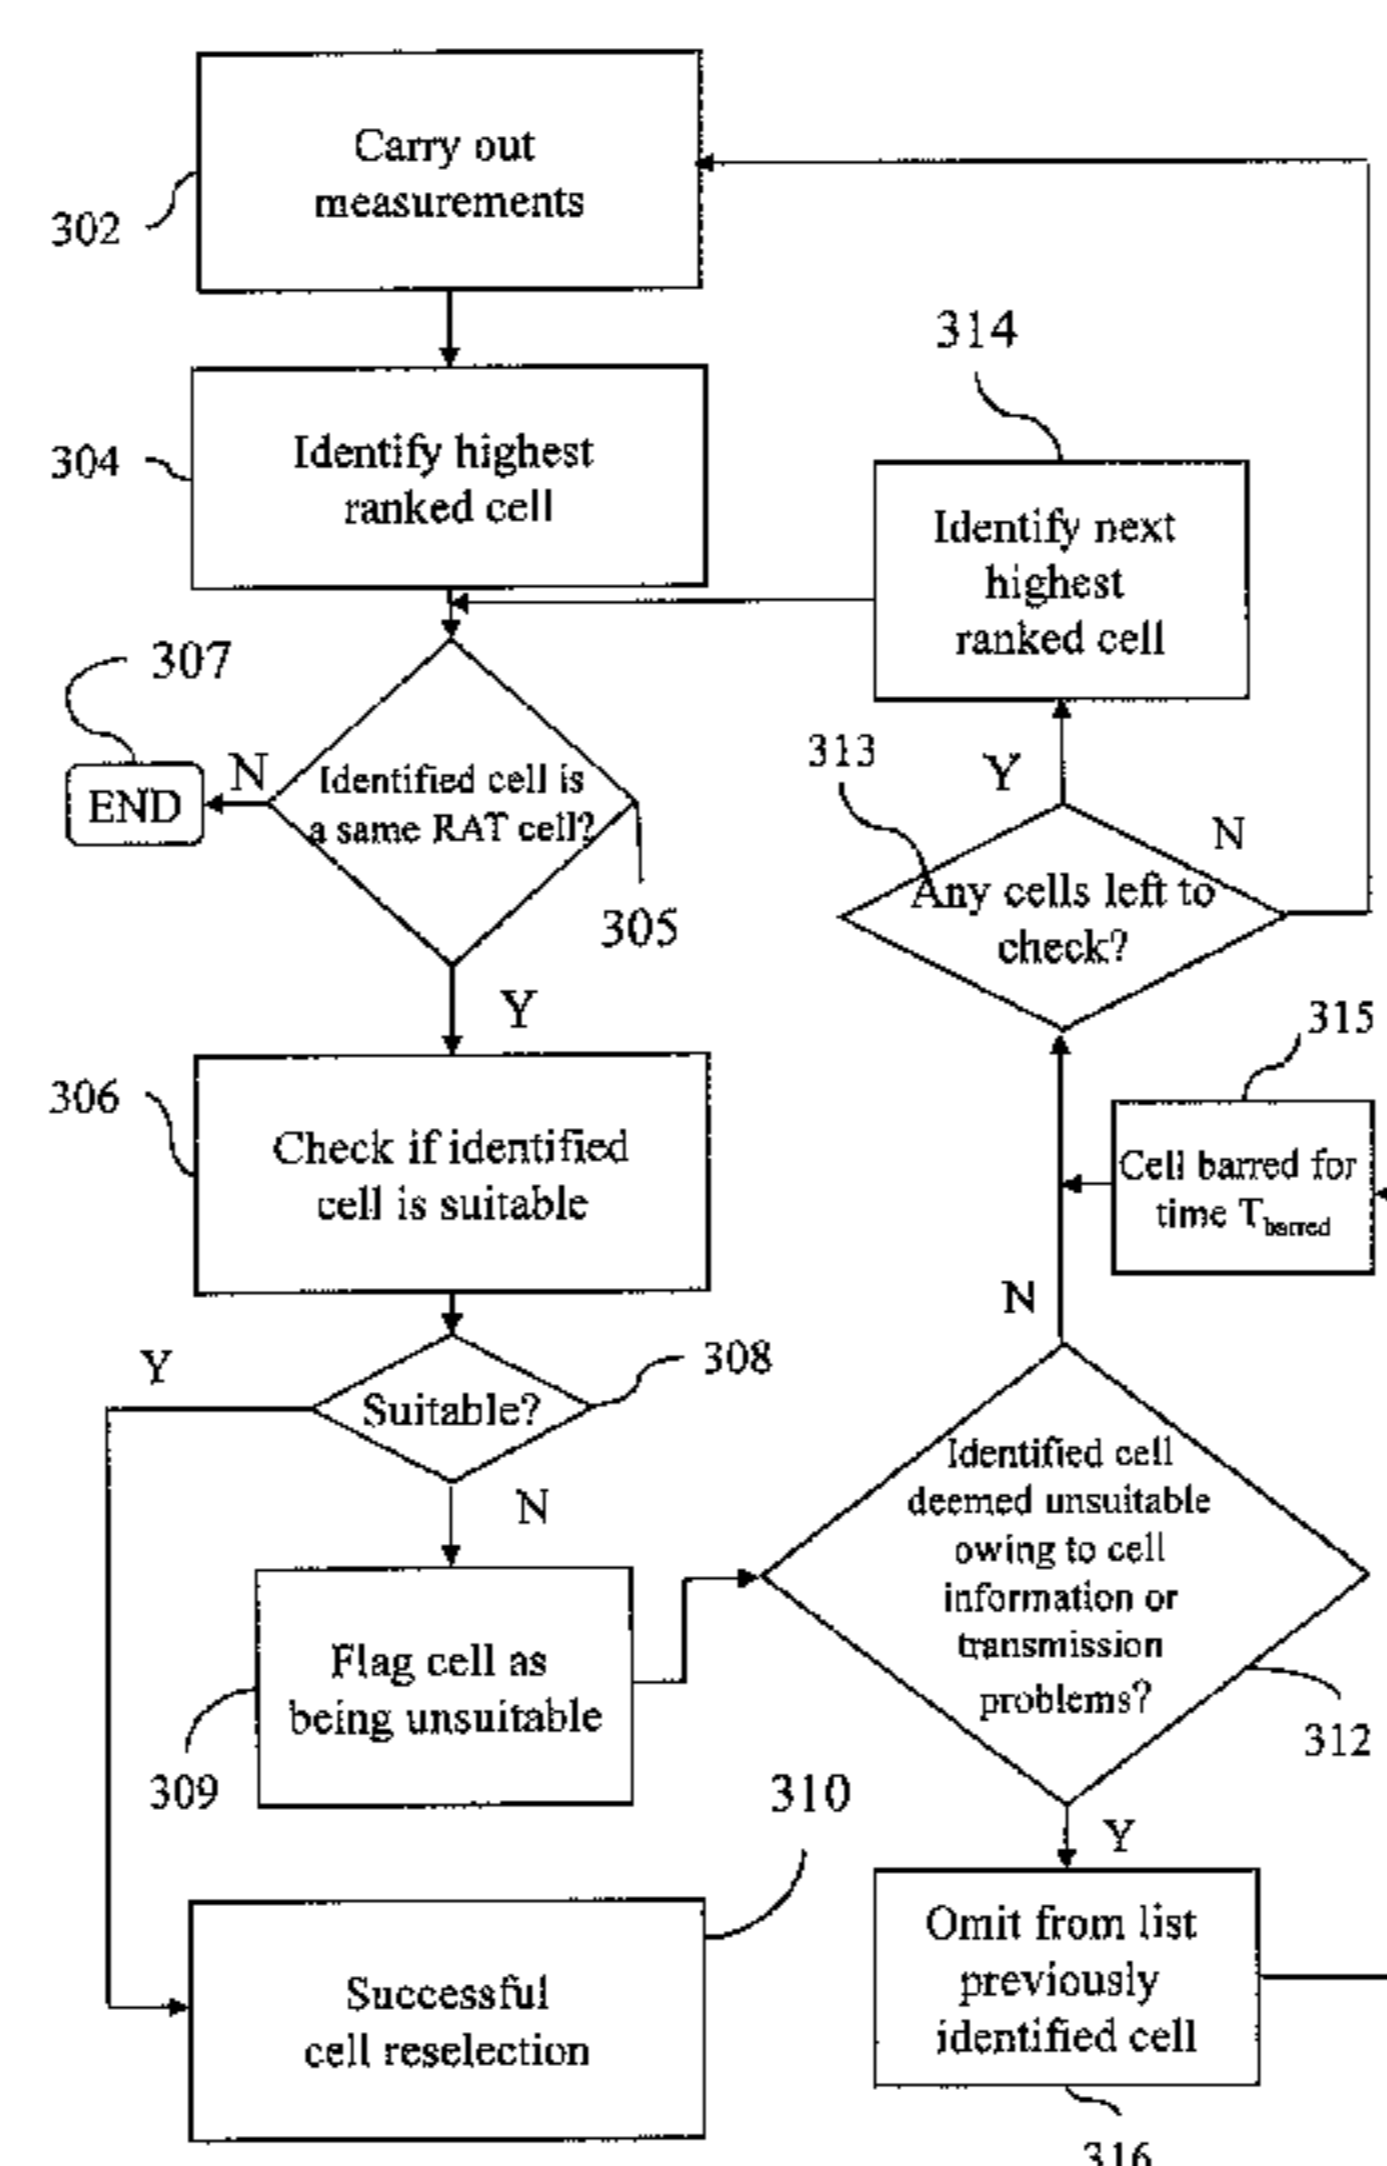 Carry out
measurements
302
314
Identify highest
ranked cell
304
Identify next
highest
ranked cell
307
END
N
Identified cell is
a same RAT cell?
305
313
Y
N
Any cells left to
check?
Y
315
306
Check if identified
cell is suitable
Cell barred for
time Tbarred
N
Y
Suitable?
308
N
Identified cell
deemed unsuitable
owing to cell
information or
transmission
problems?
312
Flag cell as
being unsuitable
309
310
Y
Successful
cell reselection
Omit from list
previously
identified cell
316